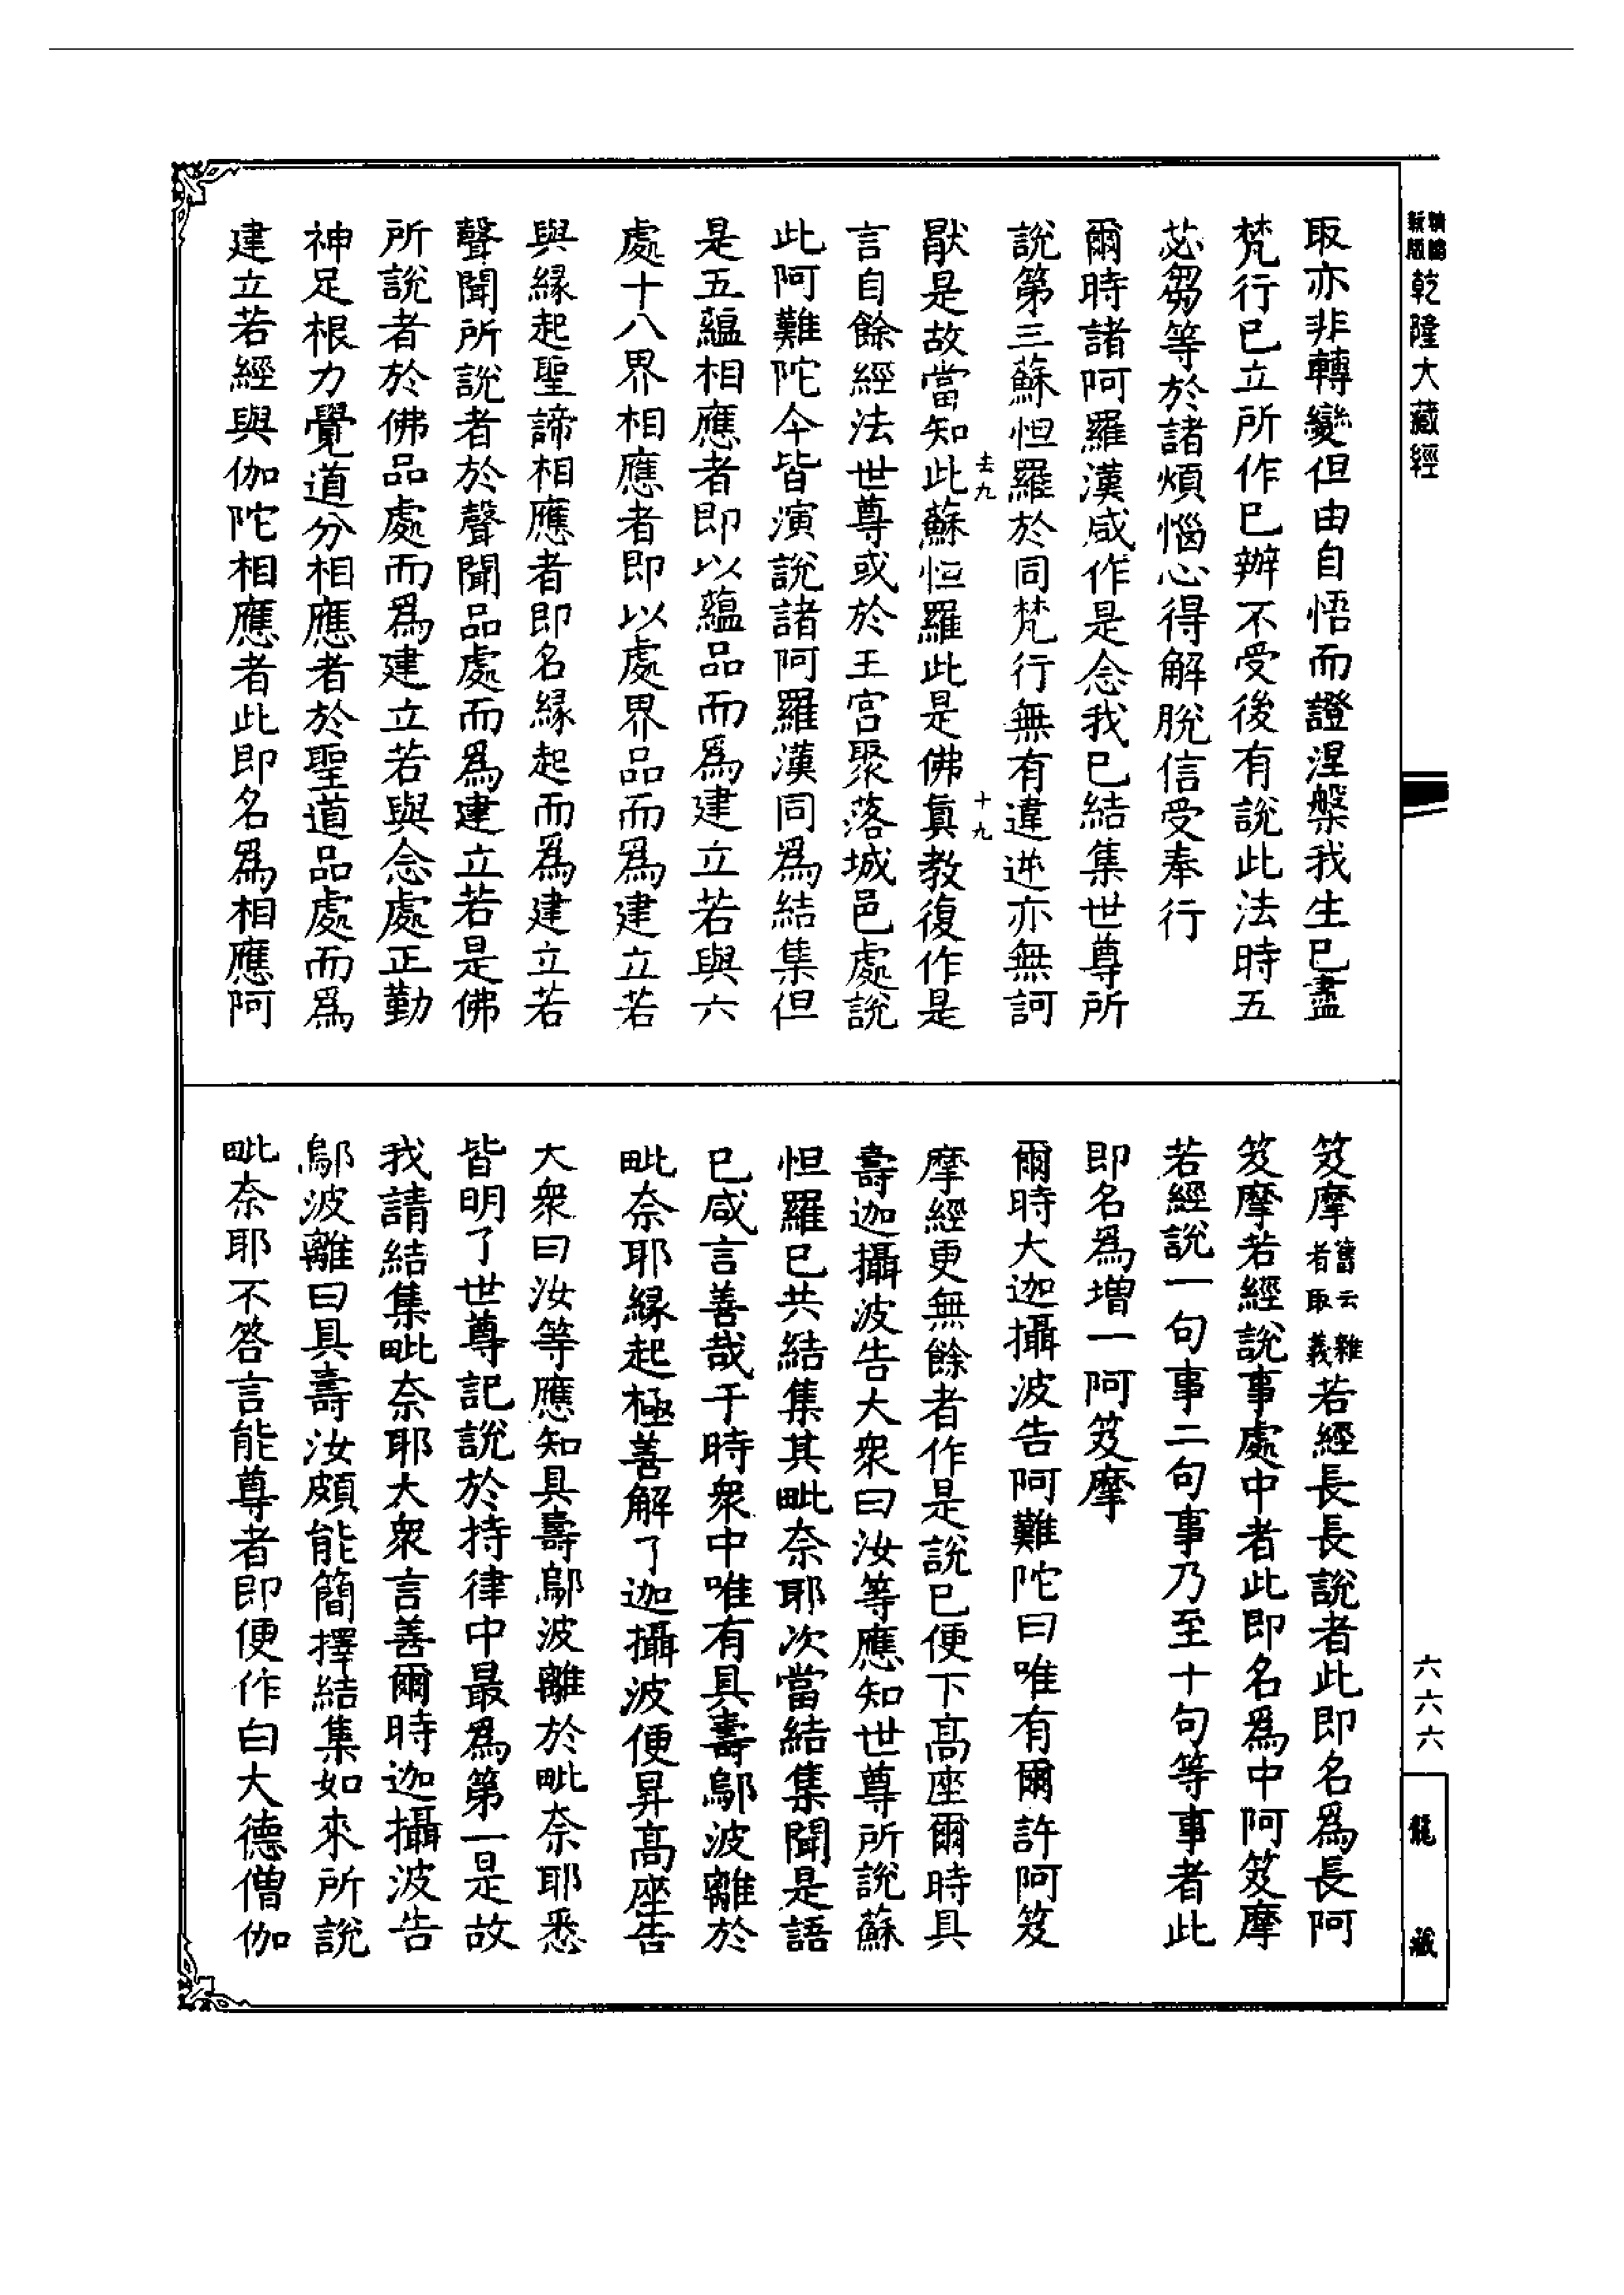 乾隆大藏經
取亦非轉變但由自悟而證涅槃我生已盡
梵行已立所作已辦不受後有說此法時五
苾芻等於諸煩惱心得解脫信受奉行
爾時諸阿羅漢咸作是念我已結集世尊所
說第三蘇怛羅於同梵行無有違逆亦無訶
去九
十九
厭是故當知此蘇怛羅此是佛眞教復作是
言自餘經法世尊或於王宮聚落城邑處說
此阿難陀今皆演說諸阿羅漢同爲結集但
是五蘊相應者即以蘊品而爲建立若與六
處十八界相應者即以處界品而爲建立若
與緣起聖諦相應者即名緣起而爲建立若
聲聞所說者於聲聞品處而爲建立若是佛
所說者於佛品處而爲建立若與念處正勤
神足根力覺道分相應者於聖道品處而爲
建立若經與伽陀相應者此即名爲相應阿
笈摩舊云雜者取義若經長長說者此即名爲長阿
笈摩若經說事處中者此即名爲中阿笈摩
若經說一句事二句事乃至十句等事者此
即名爲增一阿笈摩
爾時大迦攝波告阿難陀曰唯有爾許阿笈
摩經更無餘者作是說已便下高座爾時具
壽迦攝波告大衆曰汝等應知世尊所說蘇
怛羅已共結集其毗奈耶次當結集聞是語
已咸言善哉于時衆中唯有具壽鄔波離於
毗奈耶緣起極善解了迦攝波便昇高座告
大衆曰汝等應知具壽鄔波離於毗奈耶悉
皆明了世尊記說於持律中最爲第一是故
我請結集毗奈耶大衆言善爾時迦攝波告
鄔波離曰具壽汝頗能簡擇結集如來所說
毗奈耶不答言能尊者即便作白大德僧伽
六六六
龍藏